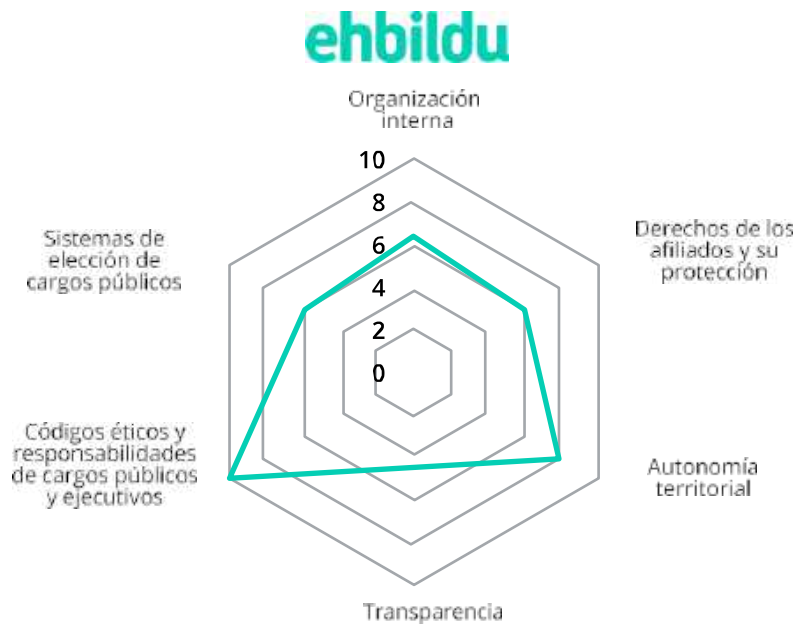 ehbildu
Organización
interna
10
8
6
4
2
0
Derechos de los
afiliados y su
protección
Autonomía
territorial
Transparencia
Códigos éticos y
responsabilidades
de cargos públicos
y ejecutivos
Sistemas de
elección de
cargos públicos